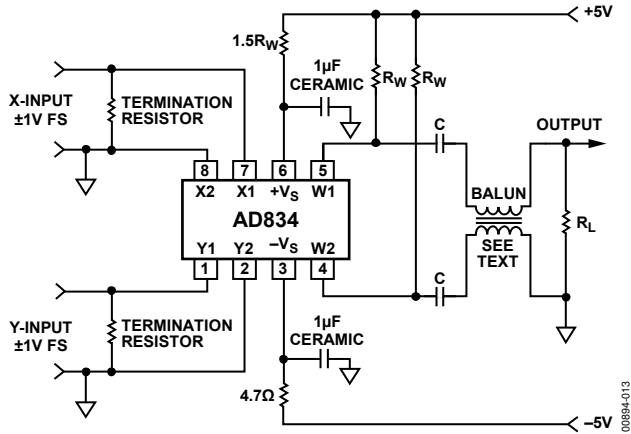 +5V
1.5RW
1µF
CERAMIC
RW
RW
X-INPUT
±1V FS
TERMINATION
RESISTOR
C
OUTPUT
8
7
6
5
X2
X1
+VS
W1
BALUN
AD834
RL
SEE
TEXT
Y1
Y2
–VS
W2
1
2
3
4
C
Y-INPUT
±1V FS
TERMINATION
RESISTOR
1µF
CERAMIC
4.7Ω
–5V
00894-013